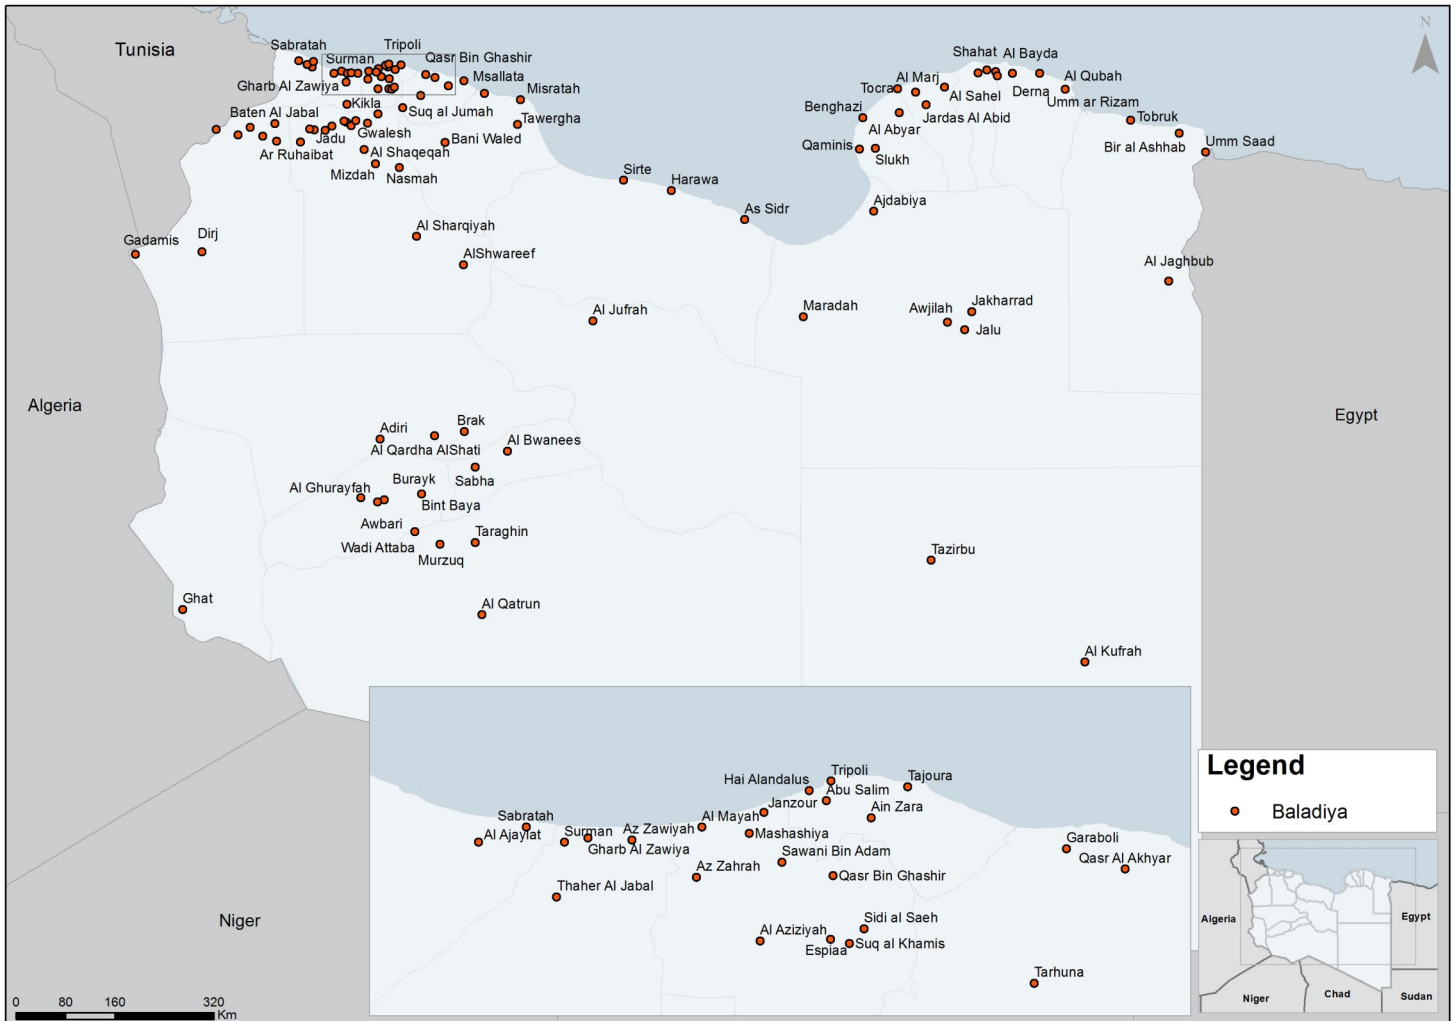 N
Tunisia
Sabratah
Tripoli
Surman
Qasr Bin Ghashir
Gharb Al Zawiya
Msallata
Misratah
Kikla
Suq al Jumah
Baten Al Jabal
Tawergha
Jadu
Gwalesh
Bani Waled
Ar Ruhaibat
Al Shaqeqah
Mizdah
Nasmah
Shahat
Al Bayda
Al Marj
Al Qubah
Tocra
Al Sahel
Derna
Umm ar Rizam
Benghazi
Jardas Al Abid
Tobruk
Al Abyar
Bir al Ashhab
Umm Saad
Qaminis
Slukh
Sirte
Harawa
As Sidr
Ajdabiya
Gadamis
Dirj
Al Sharqiyah
AlShwareef
Al Jaghbub
Al Jufrah
Maradah
Awjilah
Jakharrad
Jalu
Algeria
Egypt
Adiri
Brak
Al Qardha AlShati
Al Bwanees
Sabha
Al Ghurayfah
Burayk
Bint Baya
Awbari
Taraghin
Wadi Attaba
Murzuq
Tazirbu
Ghat
Al Qatrun
Al Kufrah
Niger
Hai Alandalus
Tripoli
Tajoura
Abu Salim
Sabratah
Janzour
Ain Zara
Al Ajaylat
Surman
Az Zawiyah
Al Mayah
Mashashiya
Garaboli
Gharb Al Zawiya
Sawani Bin Adam
Qasr Al Akhyar
Az Zahrah
Qasr Bin Ghashir
Thaher Al Jabal
Sidi al Saeh
Al Aziziyah
Espiaa
Suq al Khamis
Tarhuna
Legend
Baladiya
Algeria
Egypt
Niger
Chad
Sudan
0 80 160 320
Km